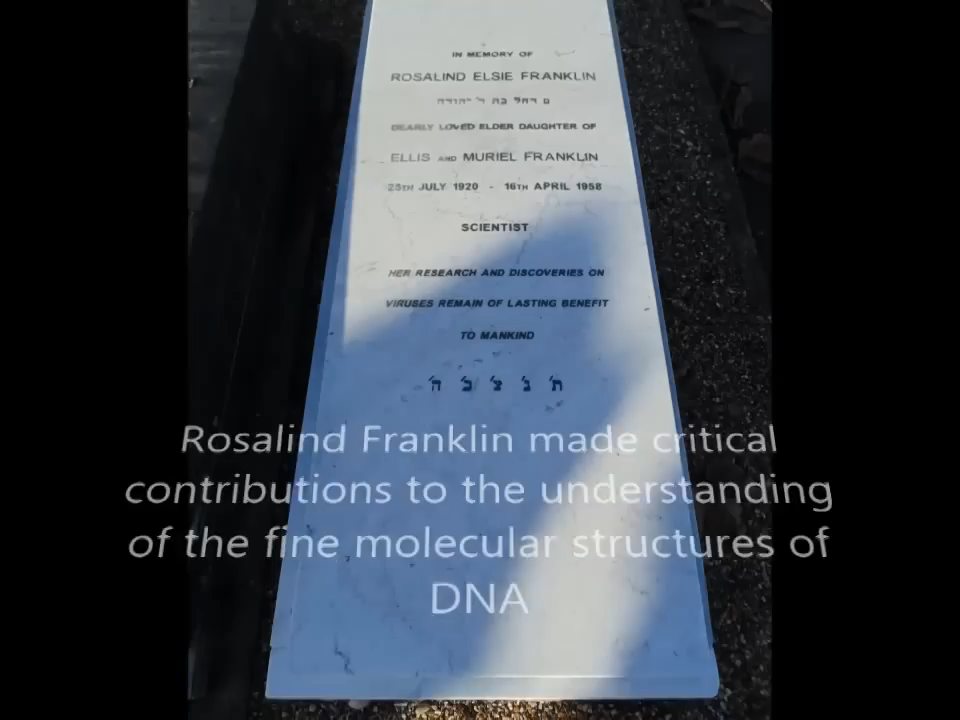 IN MEMORY OF
ROSALIND ELSIE FRANKLIN
מ רחל בת ר' יהודה
DEARLY LOVED ELDER DAUGHTER OF
ELLIS AND MURIEL FRANKLIN
25TH JULY 1920 - 16TH APRIL 1958
SCIENTIST
HER RESEARCH AND DISCOVERIES ON
VIRUSES REMAIN OF LASTING BENEFIT
TO MANKIND
ת' נ' צ' ב' ה'
Rosalind Franklin made critical
contributions to the understanding
of the fine molecular structures of
DNA